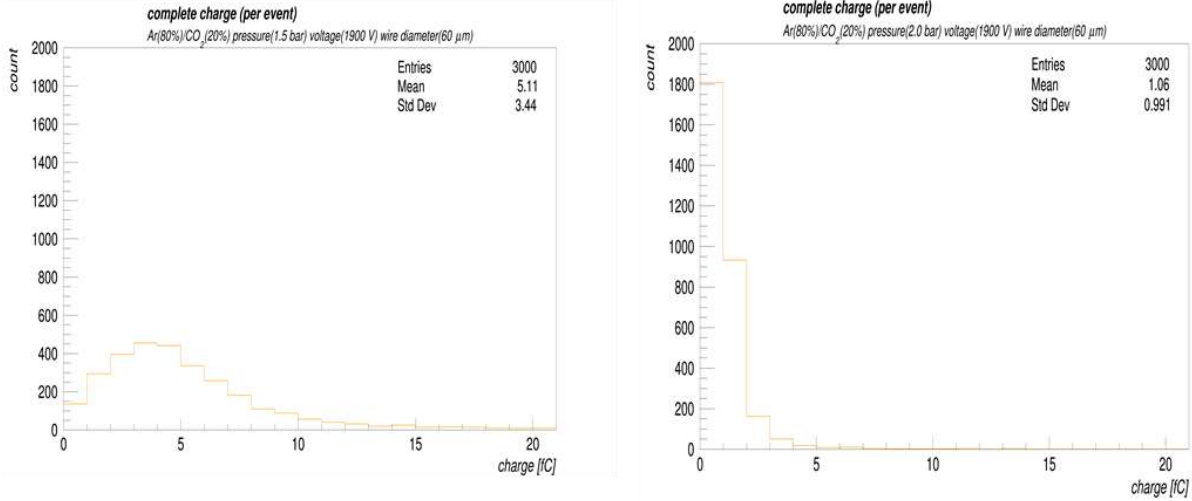 complete charge (per event)
Ar(80%)/CO2(20%) pressure(1.5 bar) voltage(1900 V) wire diameter(60 μm)
count
2000
1800
1600
1400
1200
1000
800
600
400
200
0
Entries 3000
Mean 5.11
Std Dev 3.44
0 5 10 15 20
charge [fC]
complete charge (per event)
Ar(80%)/CO2(20%) pressure(2.0 bar) voltage(1900 V) wire diameter(60 μm)
count
2000
1800
1600
1400
1200
1000
800
600
400
200
0
Entries 3000
Mean 1.06
Std Dev 0.991
0 5 10 15 20
charge [fC]